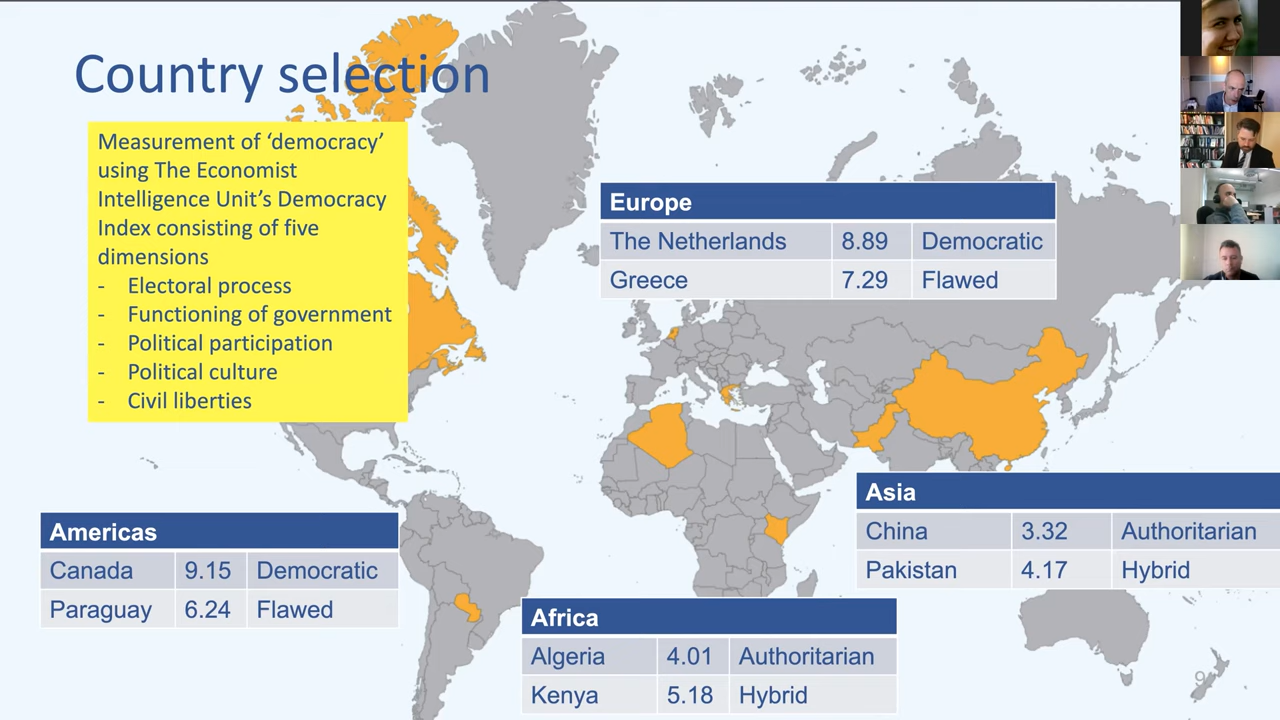 Country selection
Measurement of ‘democracy’
using The Economist
Intelligence Unit’s Democracy
Index consisting of five
dimensions
- Electoral process
- Functioning of government
- Political participation
- Political culture
- Civil liberties
Europe
The Netherlands 8.89 Democratic
Greece 7.29 Flawed
Asia
China 3.32 Authoritarian
Pakistan 4.17 Hybrid
Americas
Canada 9.15 Democratic
Paraguay 6.24 Flawed
Africa
Algeria 4.01 Authoritarian
Kenya 5.18 Hybrid